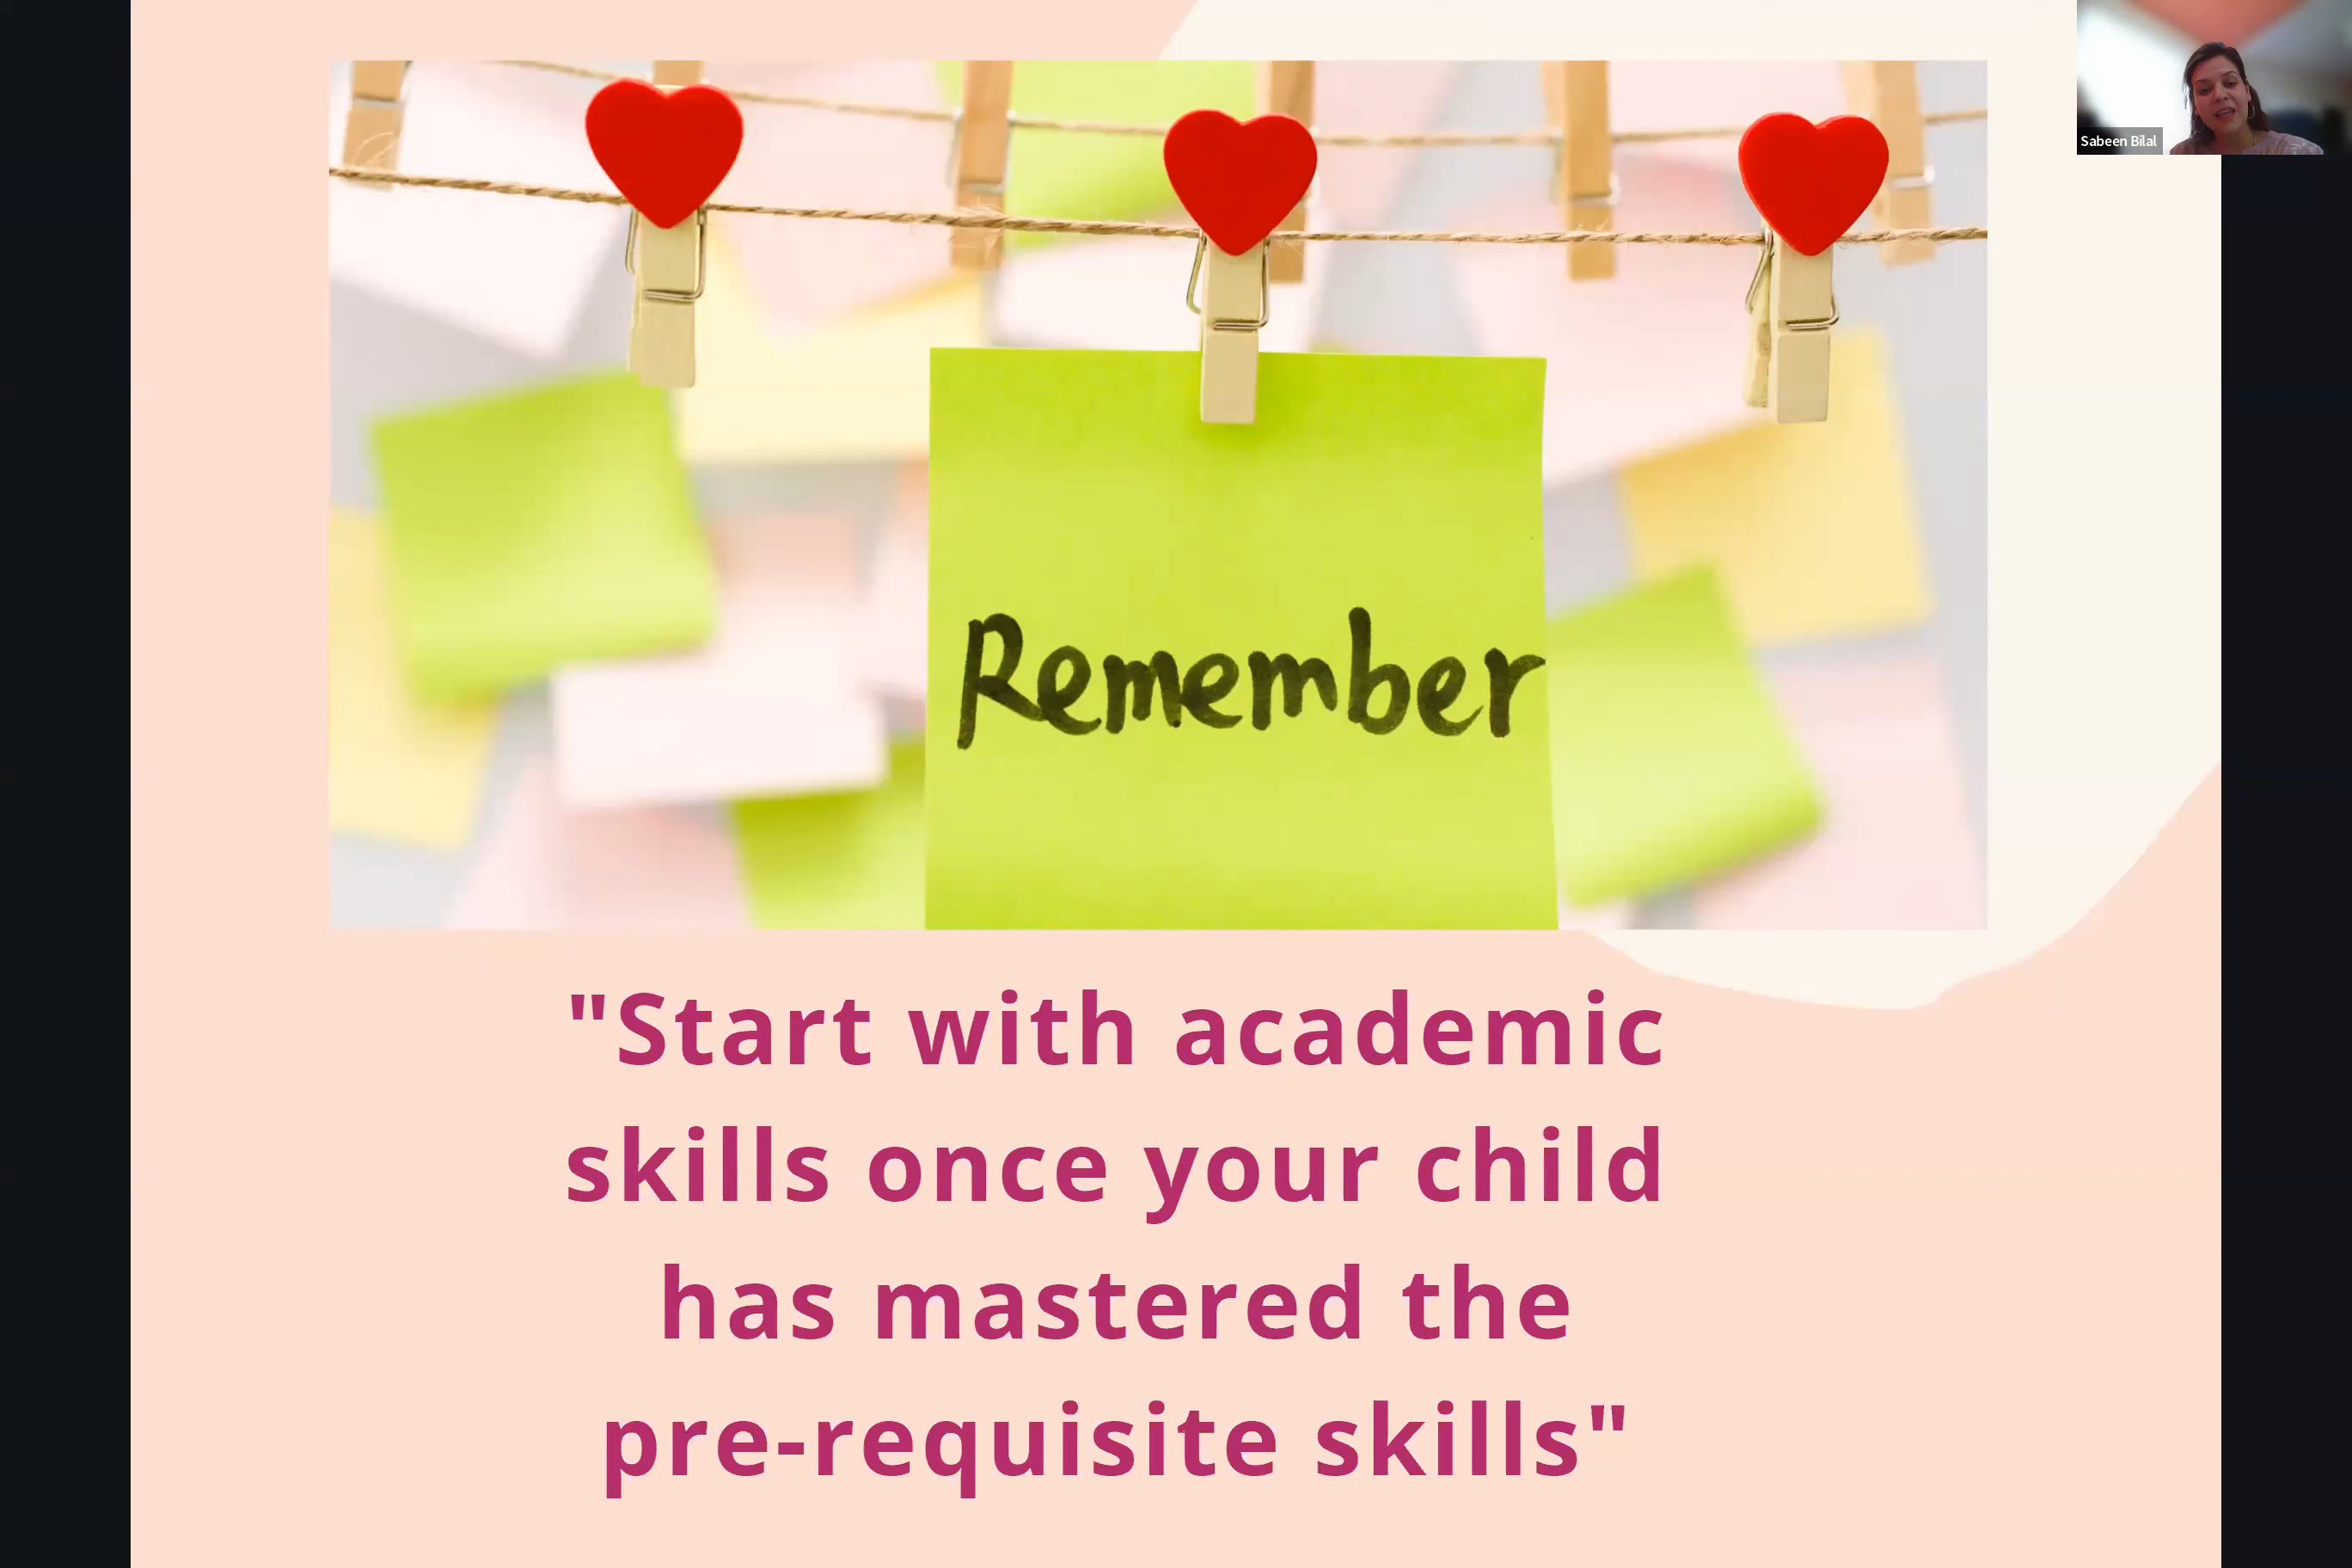 Sabeen Bilal
Remember
"Start with academic
skills once your child
has mastered the
pre-requisite skills"